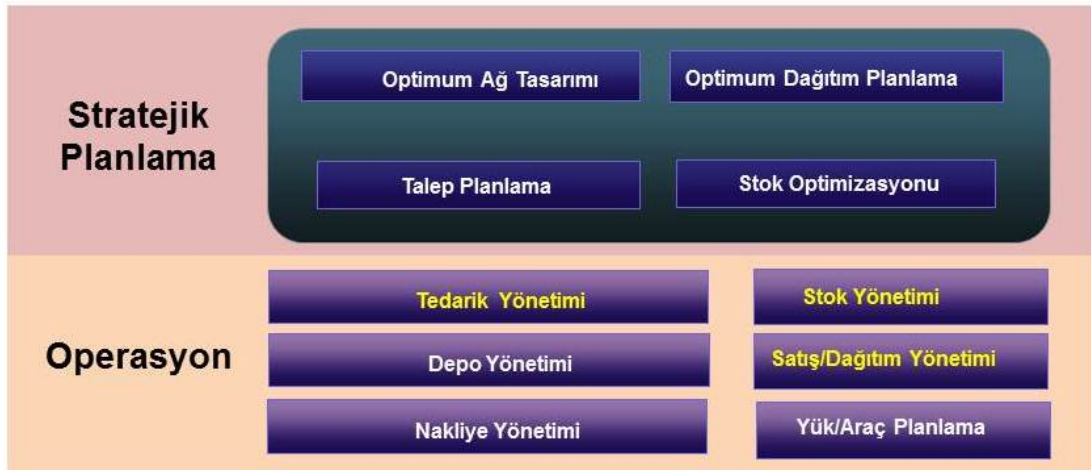 Stratejik
Planlama
Optimum Ağ Tasarımı
Optimum Dağıtım Planlama
Talep Planlama
Stok Optimizasyonu
Operasyon
Tedarik Yönetimi
Stok Yönetimi
Depo Yönetimi
Satış/Dağıtım Yönetimi
Nakliye Yönetimi
Yük/Araç Planlama